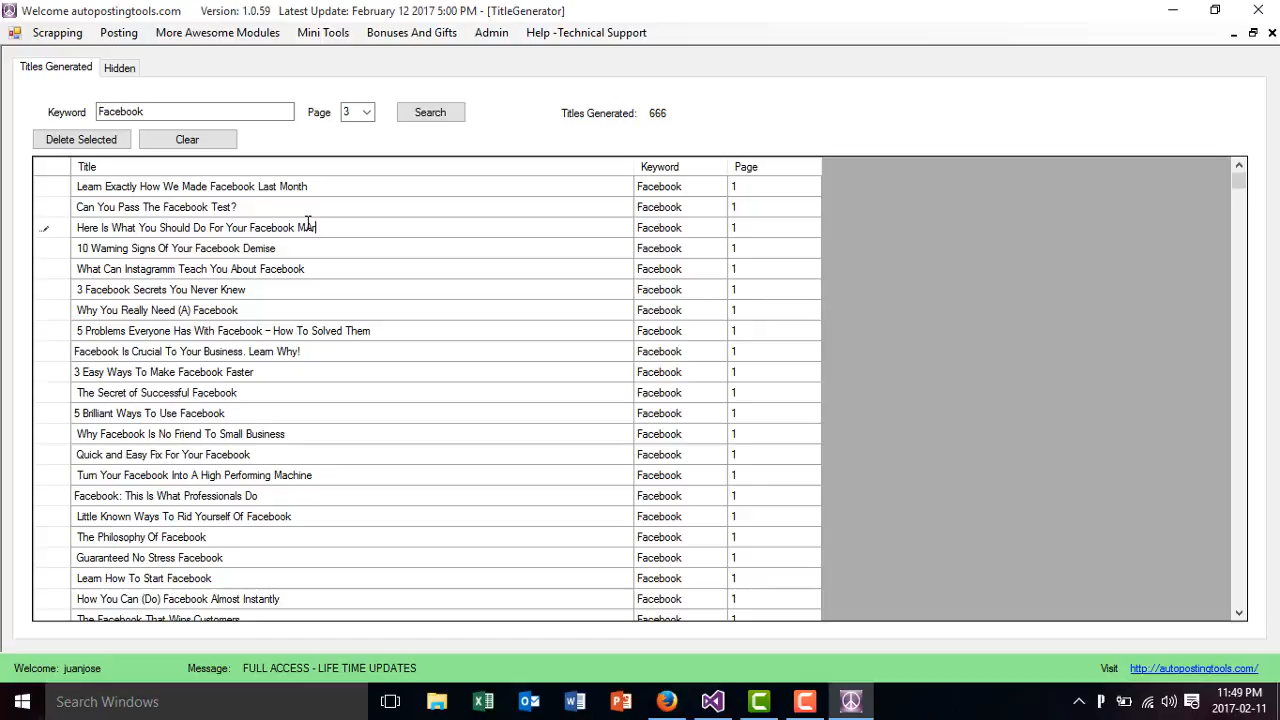 Welcome autopostingtools.com Version: 1.0.59 Latest Update: February 12 2017 5:00 PM - [TitleGenerator]
Scrapping Posting More Awesome Modules Mini Tools Bonuses And Gifts Admin Help -Technical Support
Titles Generated Hidden
Keyword Facebook Page 3 Search Titles Generated: 666
Delete Selected Clear
Title Keyword Page
Learn Exactly How We Made Facebook Last Month Facebook 1
Can You Pass The Facebook Test? Facebook 1
Here Is What You Should Do For Your Facebook MAr Facebook 1
10 Warning Signs Of Your Facebook Demise Facebook 1
What Can Instagramm Teach You About Facebook Facebook 1
3 Facebook Secrets You Never Knew Facebook 1
Why You Really Need (A) Facebook Facebook 1
5 Problems Everyone Has With Facebook – How To Solved Them Facebook 1
Facebook Is Crucial To Your Business. Learn Why! Facebook 1
3 Easy Ways To Make Facebook Faster Facebook 1
The Secret of Successful Facebook Facebook 1
5 Brilliant Ways To Use Facebook Facebook 1
Why Facebook Is No Friend To Small Business Facebook 1
Quick and Easy Fix For Your Facebook Facebook 1
Turn Your Facebook Into A High Performing Machine Facebook 1
Facebook: This Is What Professionals Do Facebook 1
Little Known Ways To Rid Yourself Of Facebook Facebook 1
The Philosophy Of Facebook Facebook 1
Guaranteed No Stress Facebook Facebook 1
Learn How To Start Facebook Facebook 1
How You Can (Do) Facebook Almost Instantly Facebook 1
The Facebook That Wins Customers Facebook 1
Welcome: juanjose Message: FULL ACCESS - LIFE TIME UPDATES Visit http://autopostingtools.com/
Search Windows 11:49 PM
2017-02-11